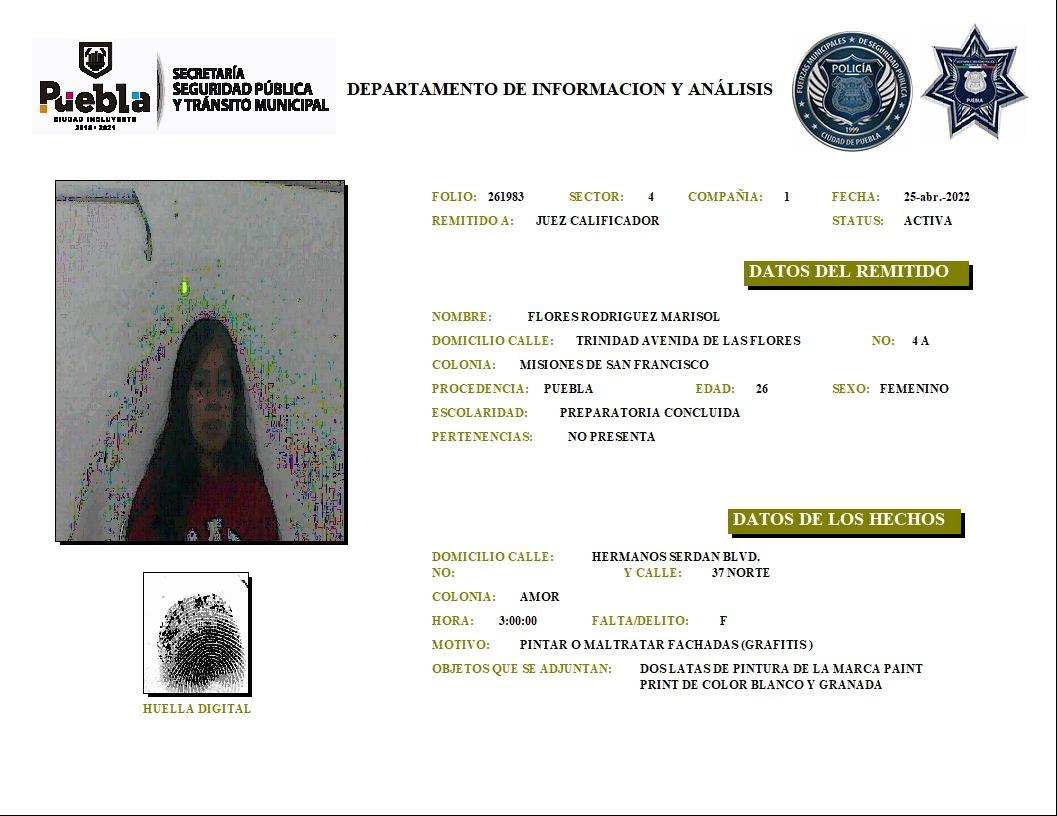 Puebla
CIUDAD INCLUYENTE
2018 • 2021
SECRETARÍA
SEGURIDAD PÚBLICA
Y TRÁNSITO MUNICIPAL
DEPARTAMENTO DE INFORMACION Y ANÁLISIS
FUERZAS MUNICIPALES ★ DE SEGURIDAD PÚBLICA
POLICÍA
1999
CIUDAD DE PUEBLA
PUEBLA
FOLIO: 261983 SECTOR: 4 COMPAÑIA: 1 FECHA: 25-abr.-2022
REMITIDO A: JUEZ CALIFICADOR STATUS: ACTIVA
DATOS DEL REMITIDO
NOMBRE: FLORES RODRIGUEZ MARISOL
DOMICILIO CALLE: TRINIDAD AVENIDA DE LAS FLORES NO: 4 A
COLONIA: MISIONES DE SAN FRANCISCO
PROCEDENCIA: PUEBLA EDAD: 26 SEXO: FEMENINO
ESCOLARIDAD: PREPARATORIA CONCLUIDA
PERTENENCIAS: NO PRESENTA
DATOS DE LOS HECHOS
DOMICILIO CALLE: HERMANOS SERDAN BLVD.
NO: Y CALLE: 37 NORTE
COLONIA: AMOR
HORA: 3:00:00 FALTA/DELITO: F
MOTIVO: PINTAR O MALTRATAR FACHADAS (GRAFITIS )
OBJETOS QUE SE ADJUNTAN: DOS LATAS DE PINTURA DE LA MARCA PAINT
PRINT DE COLOR BLANCO Y GRANADA
HUELLA DIGITAL